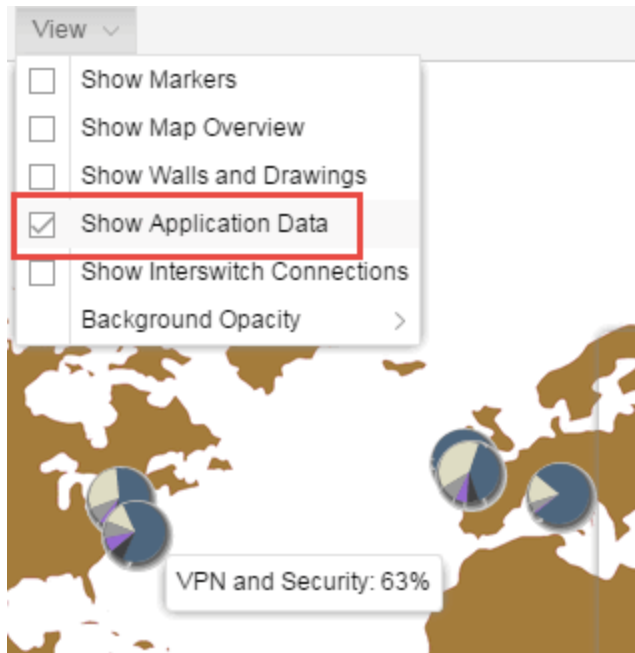 View
Show Markers
Show Map Overview
Show Walls and Drawings
Show Application Data
Show Interswitch Connections
Background Opacity
VPN and Security: 63%